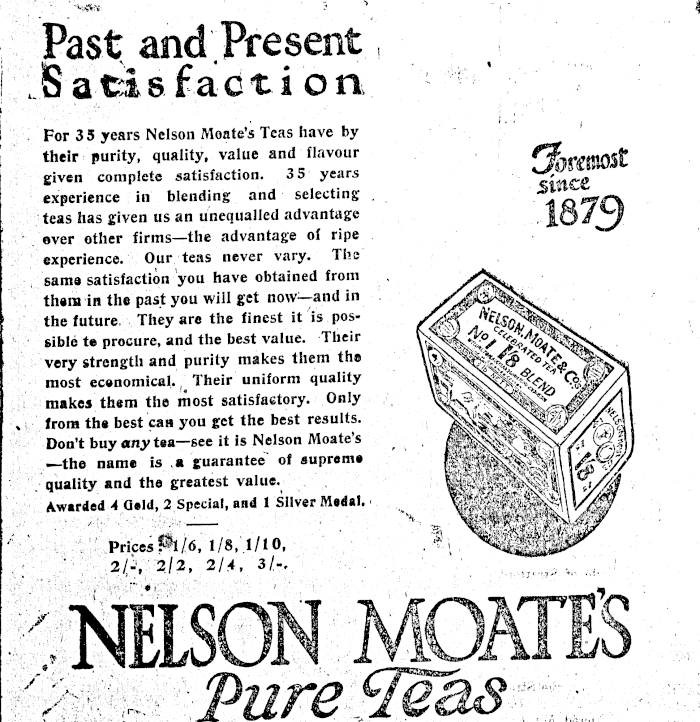 Past and Present
Satisfaction
For 35 years Nelson Moate's Teas have by
their purity, quality, value and flavour
given complete satisfaction. 35 years
experience in blending and selecting
teas has given us an unequalled advantage
over other firms—the advantage of ripe
experience. Our teas never vary. The
same satisfaction you have obtained from
them in the past you will get now—and in
the future. They are the finest it is pos-
sible to procure, and the best value. Their
very strength and purity makes them the
most economical. Their uniform quality
makes them the most satisfactory. Only
from the best can you get the best results.
Don't buy any tea—see it is Nelson Moate's
—the name is a guarantee of supreme
quality and the greatest value.
Awarded 4 Gold, 2 Special, and 1 Silver Medal.
Prices: 1/6, 1/8, 1/10,
2/-, 2/2, 2/4, 3/-.
Foremost
since
1879
NELSON, MOATE & Co.
CELEBRATED TEA
No 1 1/8 BLEND
1/8
NELSON MOATE'S
Pure Teas